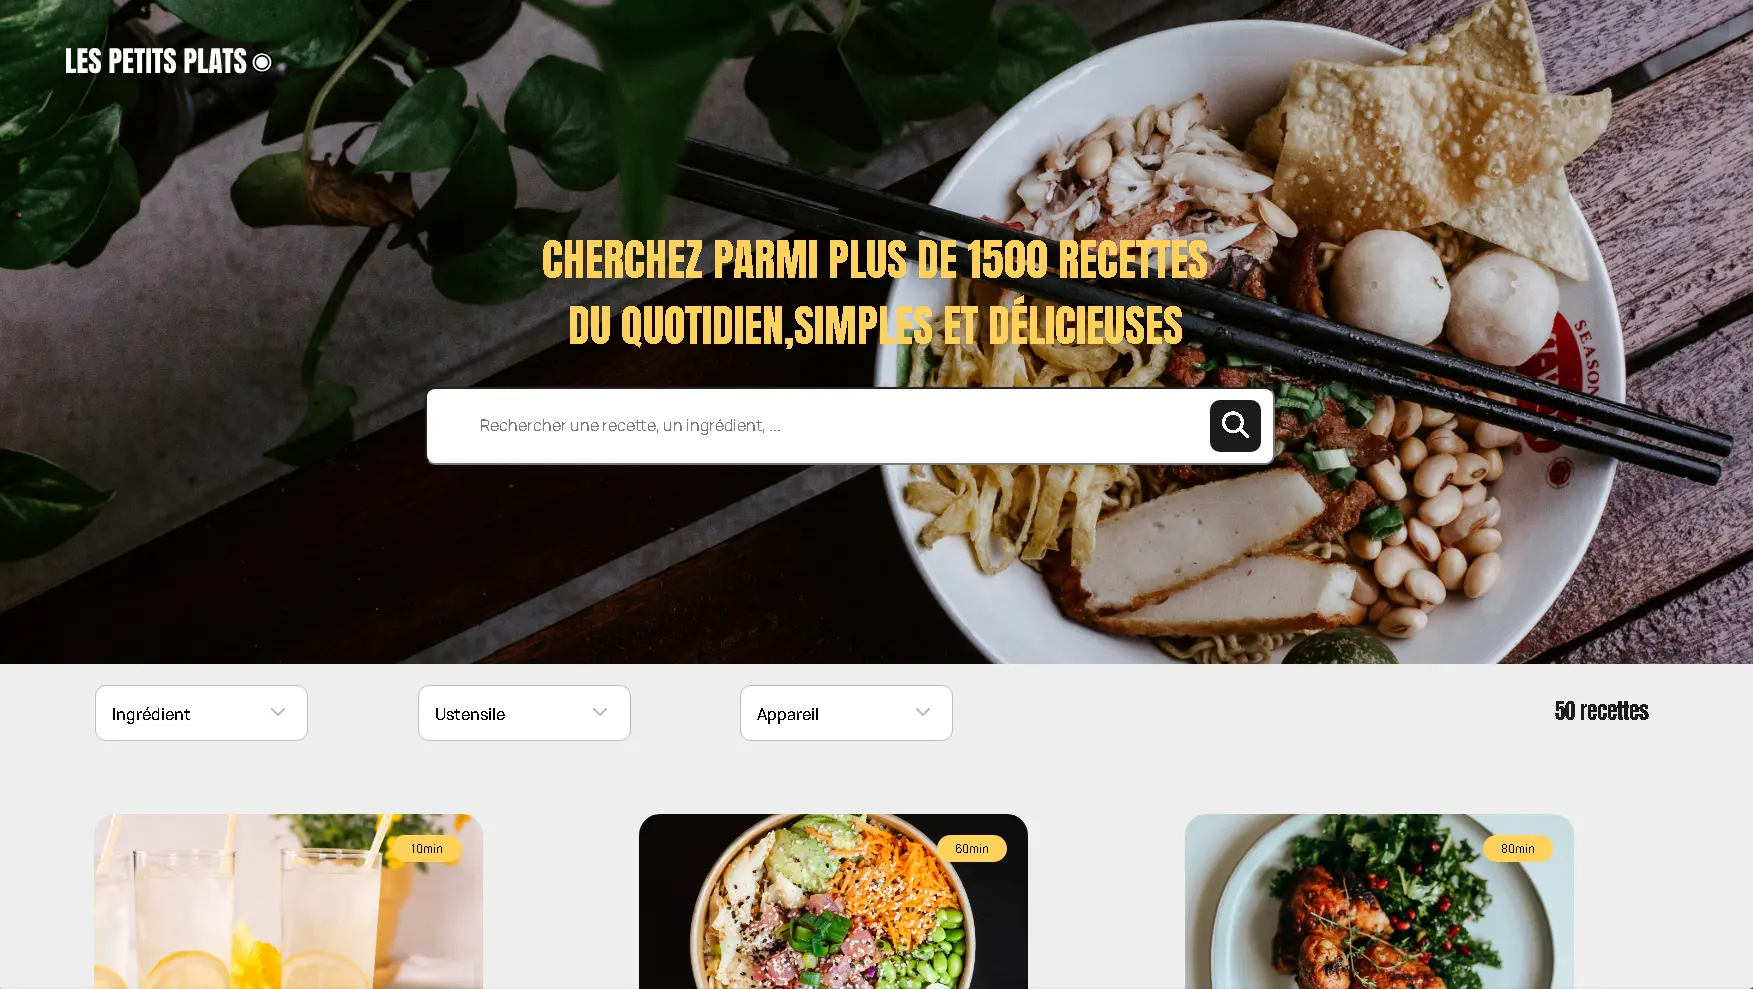 LES PETITS PLATS
CHERCHEZ PARMI PLUS DE 1500 RECETTES
DU QUOTIDIEN,SIMPLES ET DÉLICIEUSES
Rechercher une recette, un ingrédient, ...
SEASON
Ingrédient
Ustensile
Appareil
50 recettes
10min
60min
80min